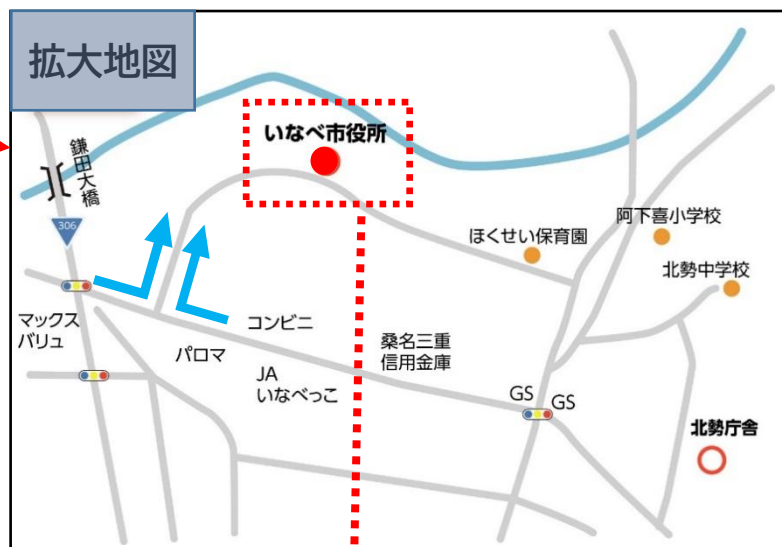 拡大地図
いなべ市役所
鎌田大橋
306
阿下喜小学校
ほくせい保育園
北勢中学校
マックス
バリュ
コンビニ
パロマ
桑名三重
信用金庫
JA
いなべっこ
GS
GS
北勢庁舎